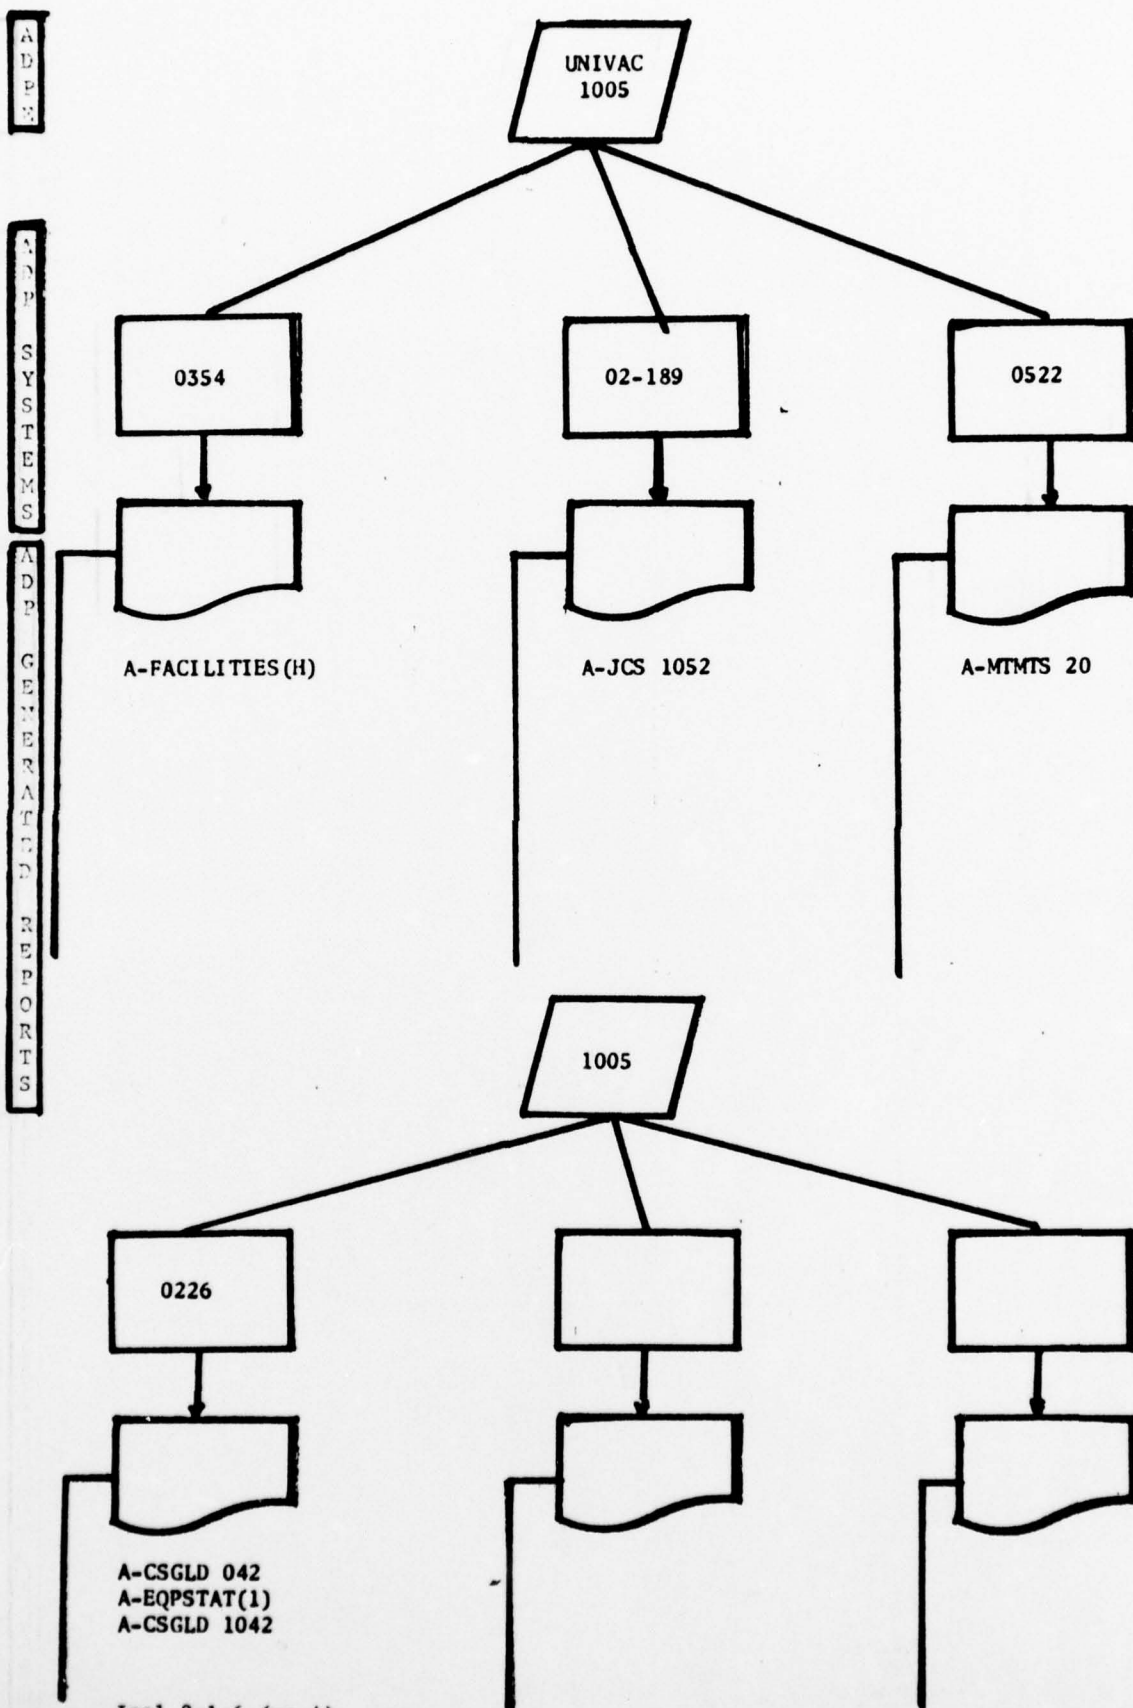 ADPE
UNIVAC
1005
ADP SYSTEMS
0354
02-189
0522
ADP GENERATED REPORTS
A-FACILITIES(H)
A-JCS 1052
A-MTMTS 20
1005
0226
A-CSGLD 042
A-EQPSTAT(1)
A-CSGLD 1042